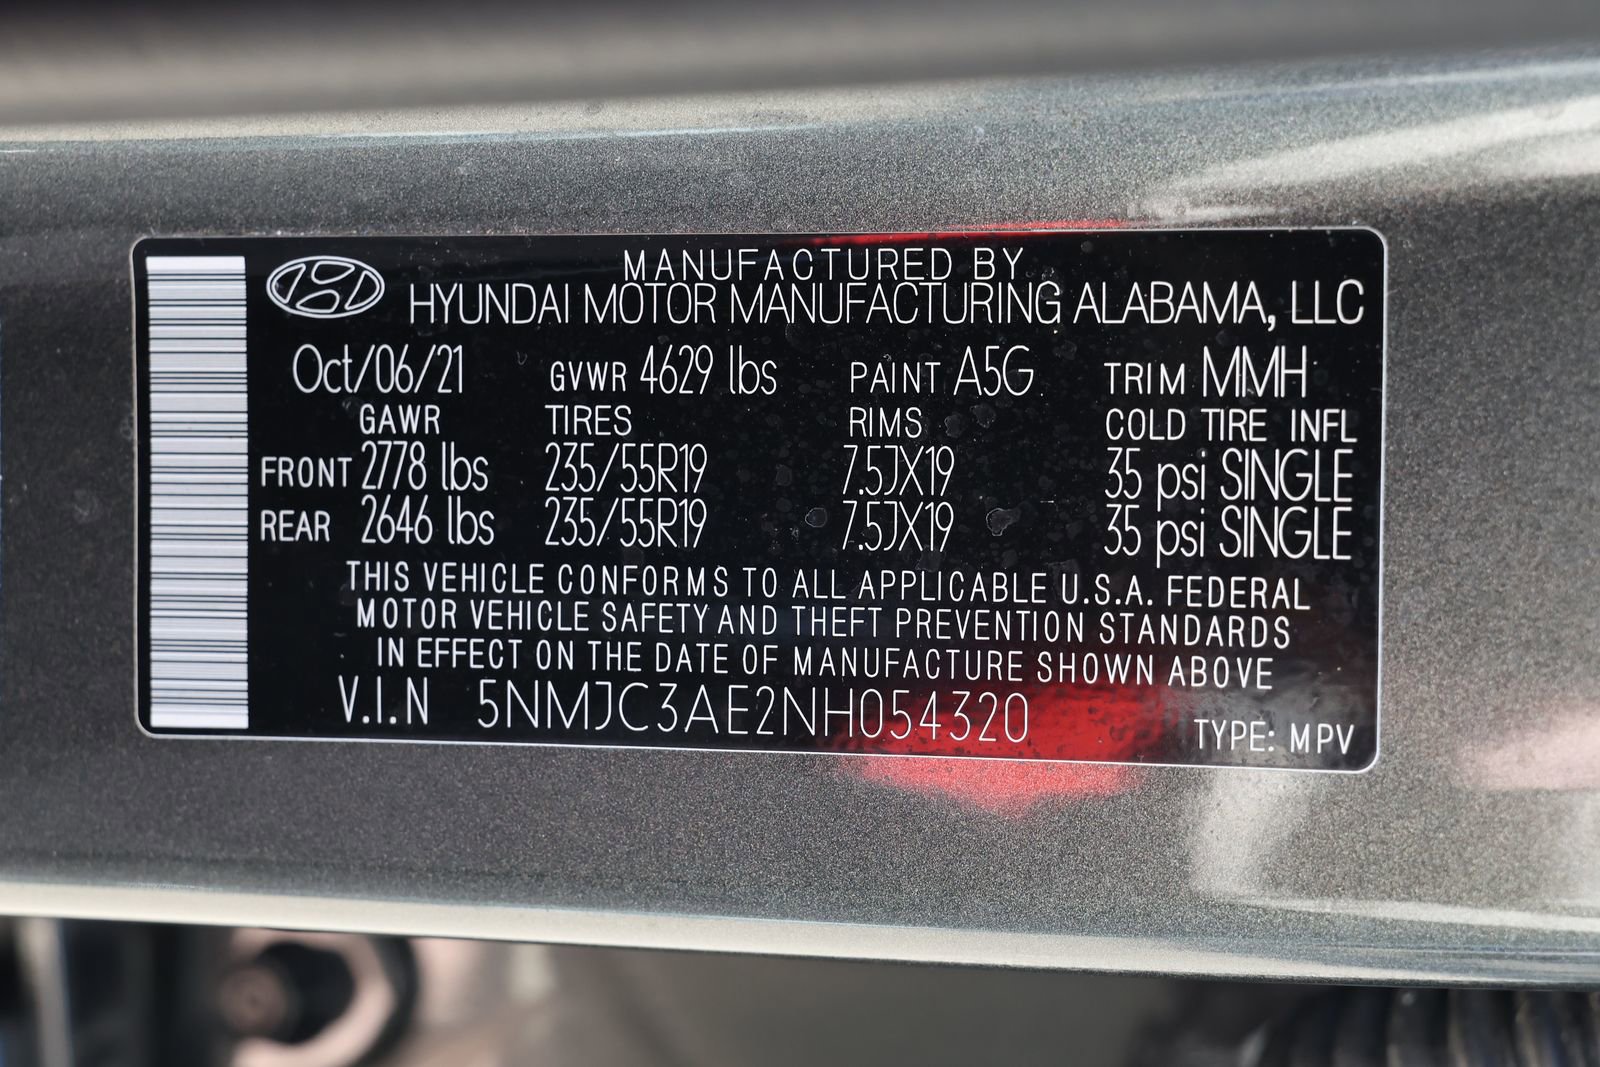 MANUFACTURED BY
HYUNDAI MOTOR MANUFACTURING ALABAMA, LLC
Oct/06/21 GVWR 4629 lbs PAINT A5G TRIM MMH
GAWR TIRES RIMS COLD TIRE INFL
FRONT 2778 lbs 235/55R19 7.5JX19 35 psi SINGLE
REAR 2646 lbs 235/55R19 7.5JX19 35 psi SINGLE
THIS VEHICLE CONFORMS TO ALL APPLICABLE U.S.A. FEDERAL
MOTOR VEHICLE SAFETY AND THEFT PREVENTION STANDARDS
IN EFFECT ON THE DATE OF MANUFACTURE SHOWN ABOVE
V.I.N 5NMJC3AE2NH054320 TYPE: MPV